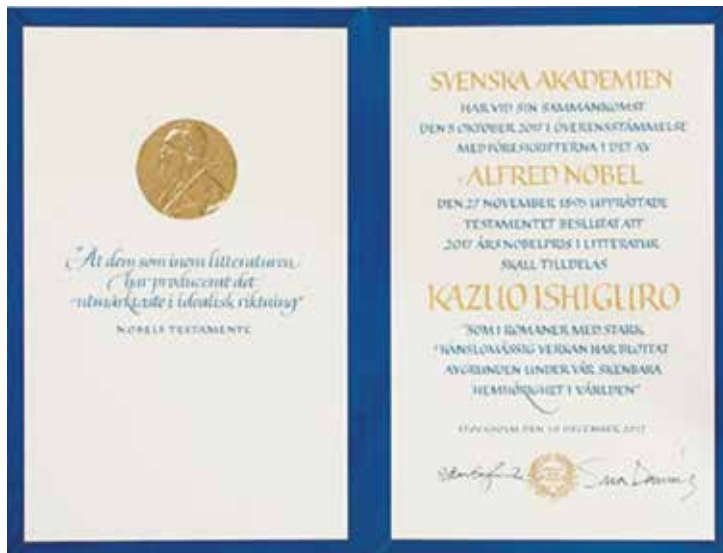 "Åt dem som inom litteraturen
har producerat det
utmärktaste i idealisk riktning"
NOBELS TESTAMENTE
SVENSKA AKADEMIEN
HAR VID SIN SAMMANKOMST
DEN 5 OKTOBER 2017 I ÖVERENSSTÄMMELSE
MED FÖRESKRIFTERNA I DET AV
ALFRED NOBEL
DEN 27 NOVEMBER 1895 UPPRÄTTADE
TESTAMENTET BESLUTAT ATT
2017 ÅRS NOBELPRIS I LITTERATUR
SKALL TILLDELAS
KAZUO ISHIGURO
"SOM I ROMANER MED STARK
KÄNSLOMÄSSIG VERKAN HAR BLOTTAT
AVGRUNDEN UNDER VÅR SKENBARA
HEMHÖRIGHET I VÄRLDEN"
STOCKHOLM DEN 10 DECEMBER 2017
Sara Danius